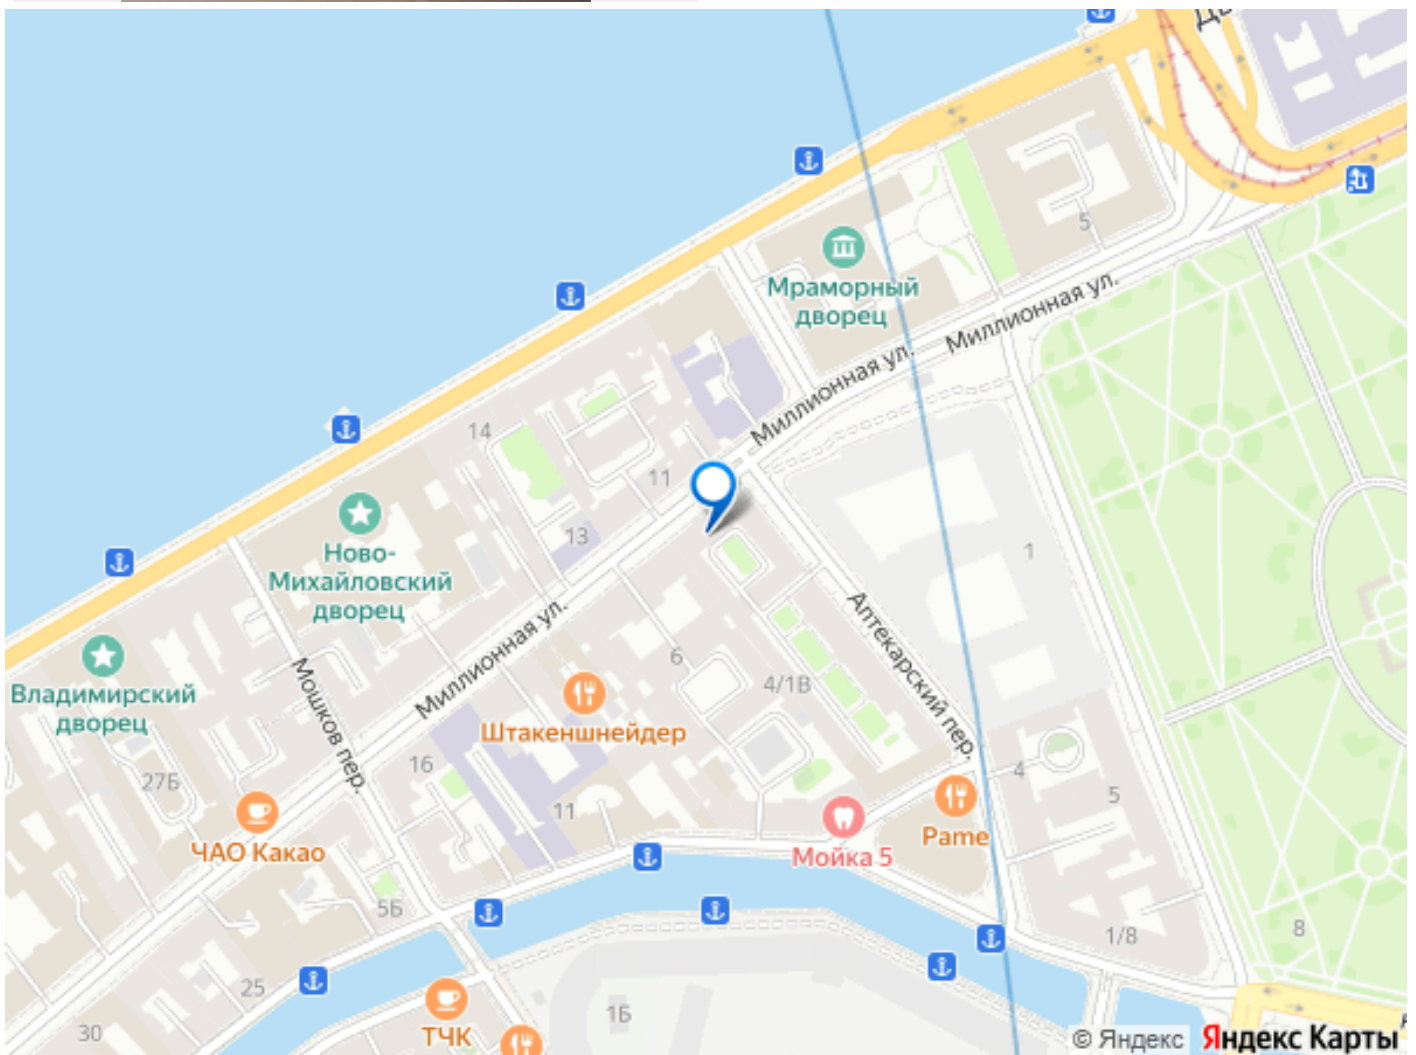 5
Мраморный
дворец
Миллионная ул.
Миллионная ул.
14
11
13
Ново-
Михайловский
дворец
1
Миллионная ул.
Аптекарский пер.
6
4/1В
Владимирский
дворец
Мошков пер.
Штакеншнейдер
16
27Б
11
4
5
ЧАО Какао
Мойка 5
Pame
5Б
1/8
8
25
1Б
30
ТЧК
© Яндекс Яндекс Карты